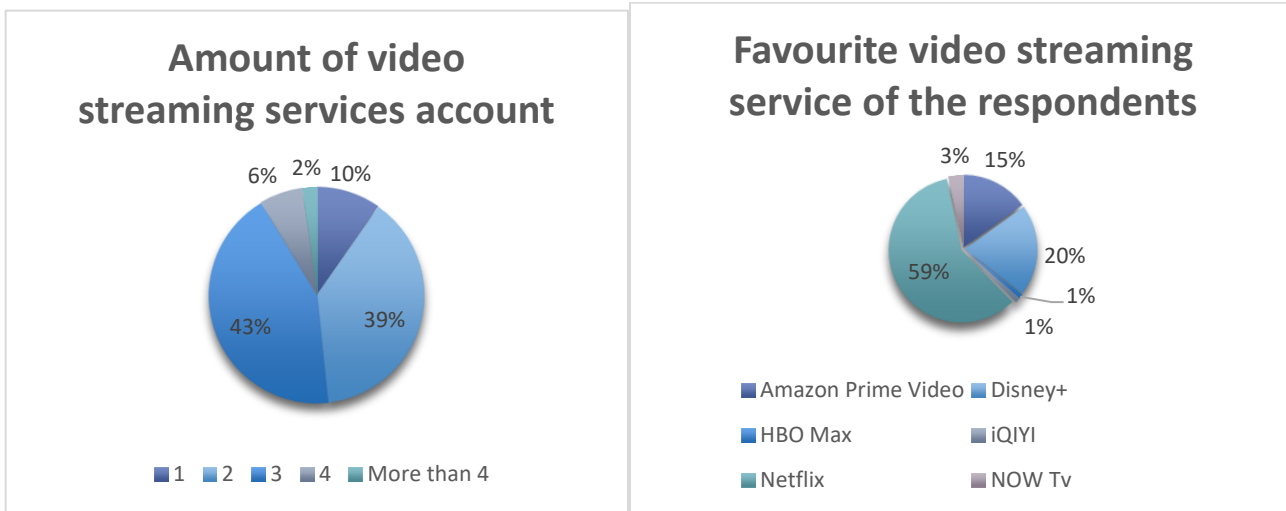 Amount of video
streaming services account
6%
2%
10%
43%
39%
1 2 3 4 More than 4
Favourite video streaming
service of the respondents
3%
15%
59%
20%
1%
1%
Amazon Prime Video Disney+
HBO Max iQIYI
Netflix NOW Tv